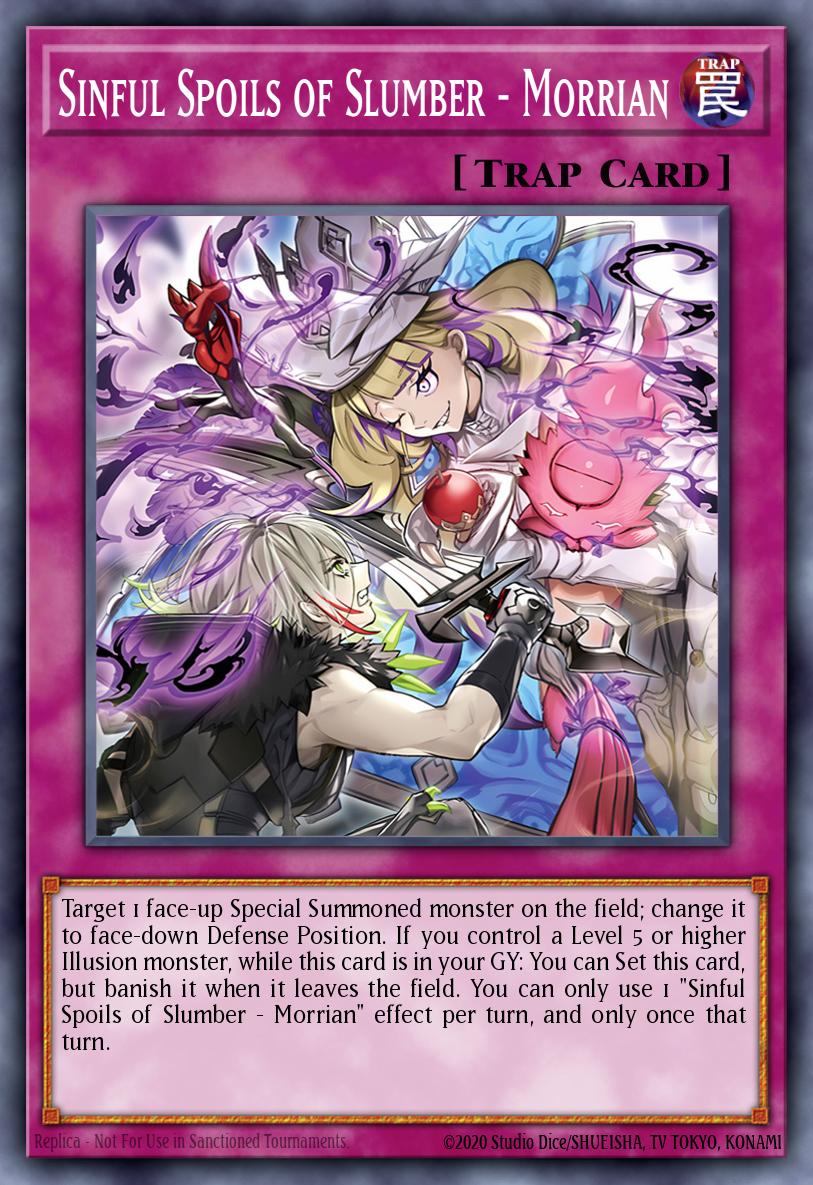 Sinful Spoils of Slumber - Morrian
TRAP
罠
[Trap Card]
Target 1 face-up Special Summoned monster on the field; change it
to face-down Defense Position. If you control a Level 5 or higher
Illusion monster, while this card is in your GY: You can Set this card,
but banish it when it leaves the field. You can only use 1 "Sinful
Spoils of Slumber - Morrian" effect per turn, and only once that
turn.
Replica - Not For Use in Sanctioned Tournaments.
©2020 Studio Dice/SHUEISHA, TV TOKYO, KONAMI